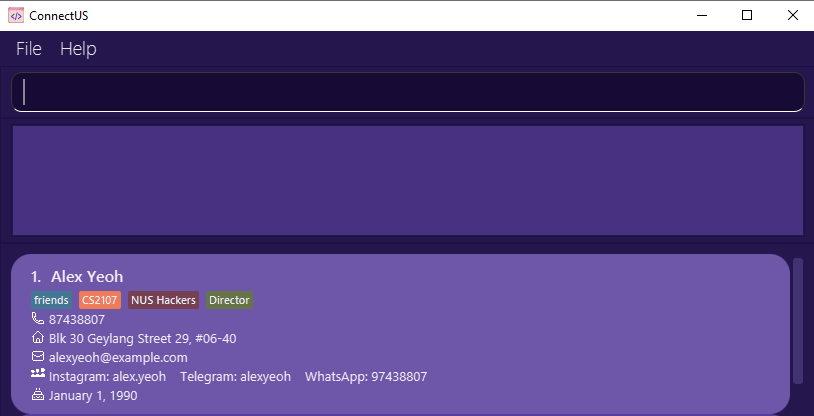 ConnectUS
File Help
1. Alex Yeoh
friends CS2107 NUS Hackers Director
87438807
Blk 30 Geylang Street 29, #06-40
alexyeoh@example.com
Instagram: alex.yeoh Telegram: alexyeoh WhatsApp: 97438807
January 1, 1990